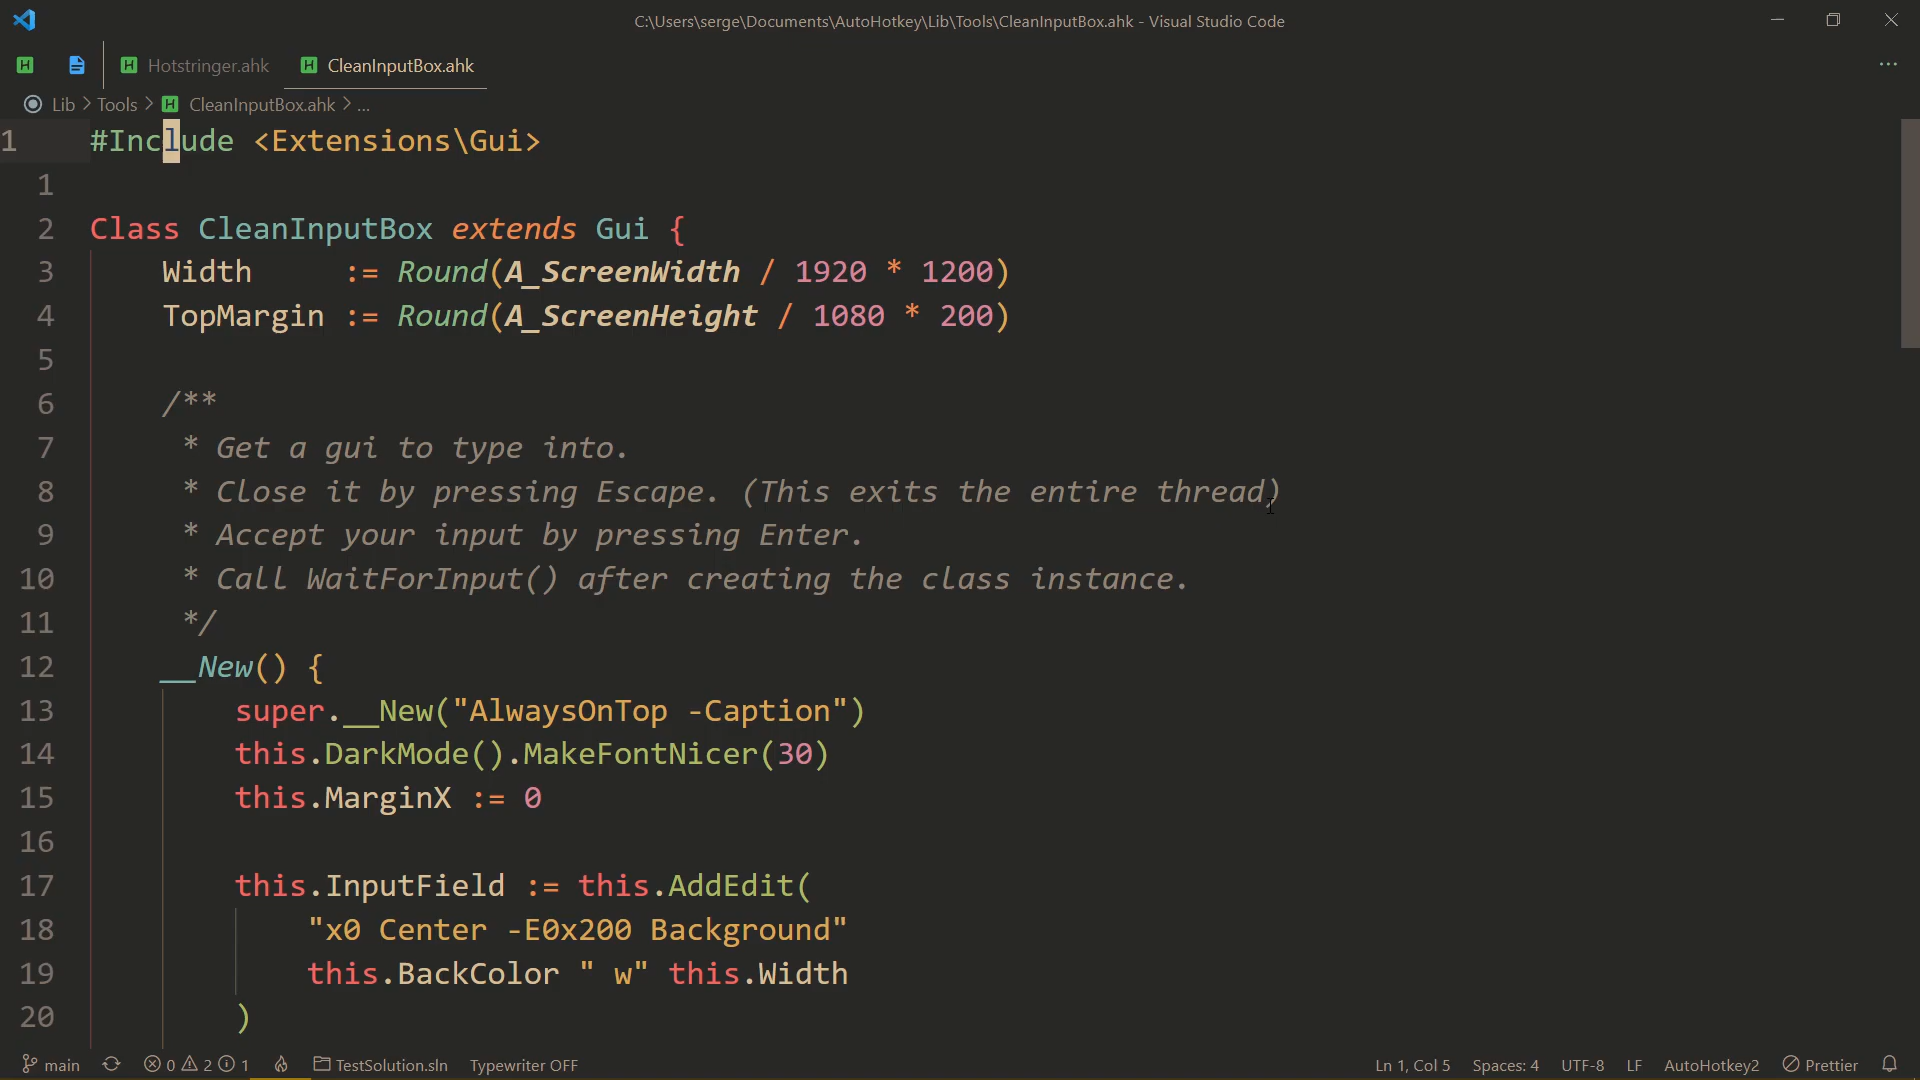 C:\Users\serge\Documents\AutoHotkey\Lib\Tools\CleanInputBox.ahk - Visual Studio Code
Hotstringer.ahk CleanInputBox.ahk
Lib > Tools > CleanInputBox.ahk > ...
1 #Include <Extensions\Gui>
1
2 Class CleanInputBox extends Gui {
3 Width := Round(A_ScreenWidth / 1920 * 1200)
4 TopMargin := Round(A_ScreenHeight / 1080 * 200)
5
6 /**
7 * Get a gui to type into.
8 * Close it by pressing Escape. (This exits the entire thread)
9 * Accept your input by pressing Enter.
10 * Call WaitForInput() after creating the class instance.
11 */
12 __New() {
13 super.__New("AlwaysOnTop -Caption")
14 this.DarkMode().MakeFontNicer(30)
15 this.MarginX := 0
16
17 this.InputField := this.AddEdit(
18 "x0 Center -E0x200 Background"
19 this.BackColor " w" this.Width
20 )
main 0 2 1 TestSolution.sln Typewriter OFF Ln 1, Col 5 Spaces: 4 UTF-8 LF AutoHotkey2 Prettier